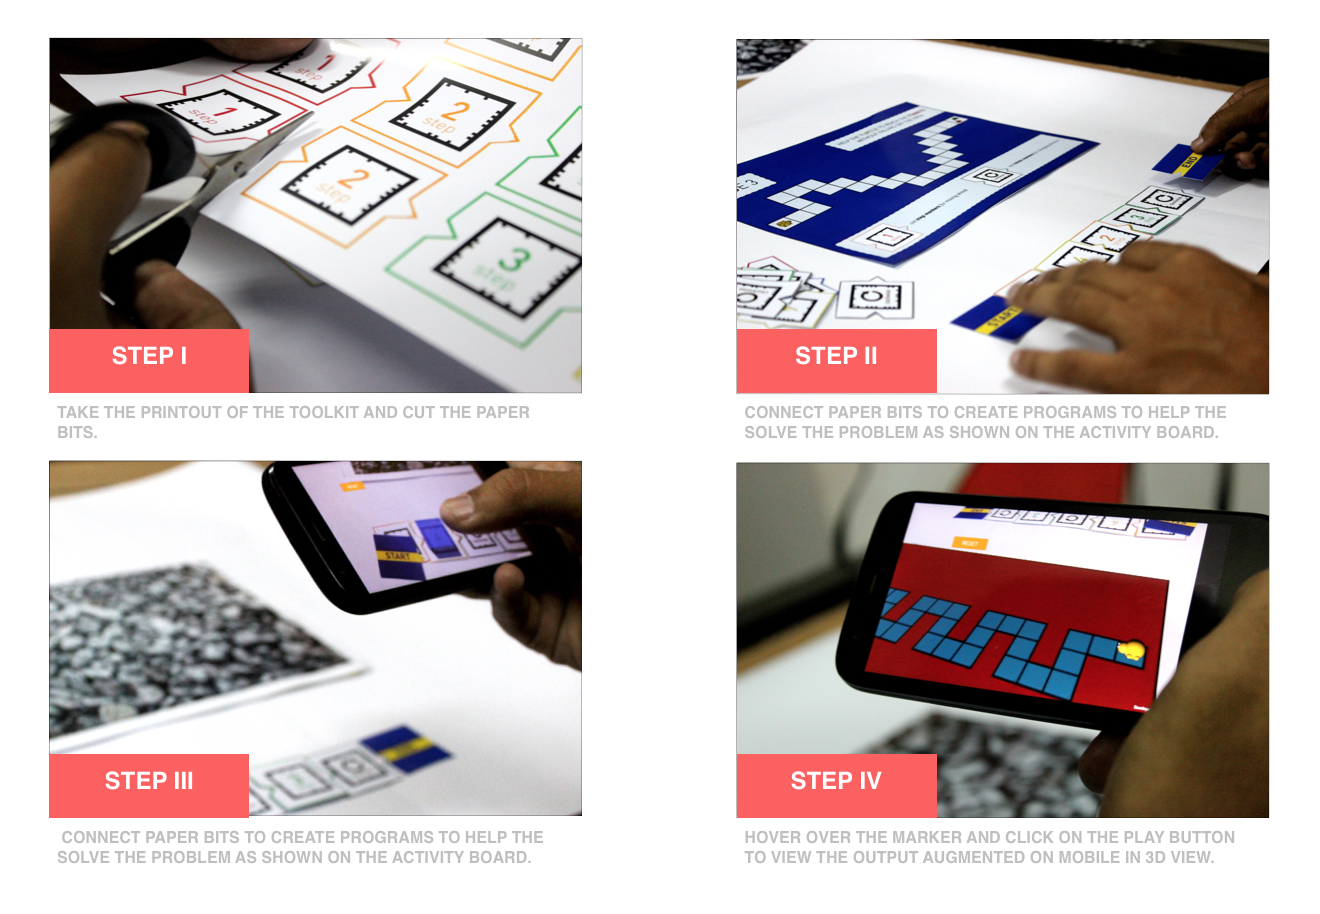 1
step
1
step
2
step
2
step
3
step
STEP I
TAKE THE PRINTOUT OF THE TOOLKIT AND CUT THE PAPER
BITS.
END
3
2
1
START
STEP II
CONNECT PAPER BITS TO CREATE PROGRAMS TO HELP THE
SOLVE THE PROBLEM AS SHOWN ON THE ACTIVITY BOARD.
START
STEP III
CONNECT PAPER BITS TO CREATE PROGRAMS TO HELP THE
SOLVE THE PROBLEM AS SHOWN ON THE ACTIVITY BOARD.
RESET
STEP IV
HOVER OVER THE MARKER AND CLICK ON THE PLAY BUTTON
TO VIEW THE OUTPUT AUGMENTED ON MOBILE IN 3D VIEW.